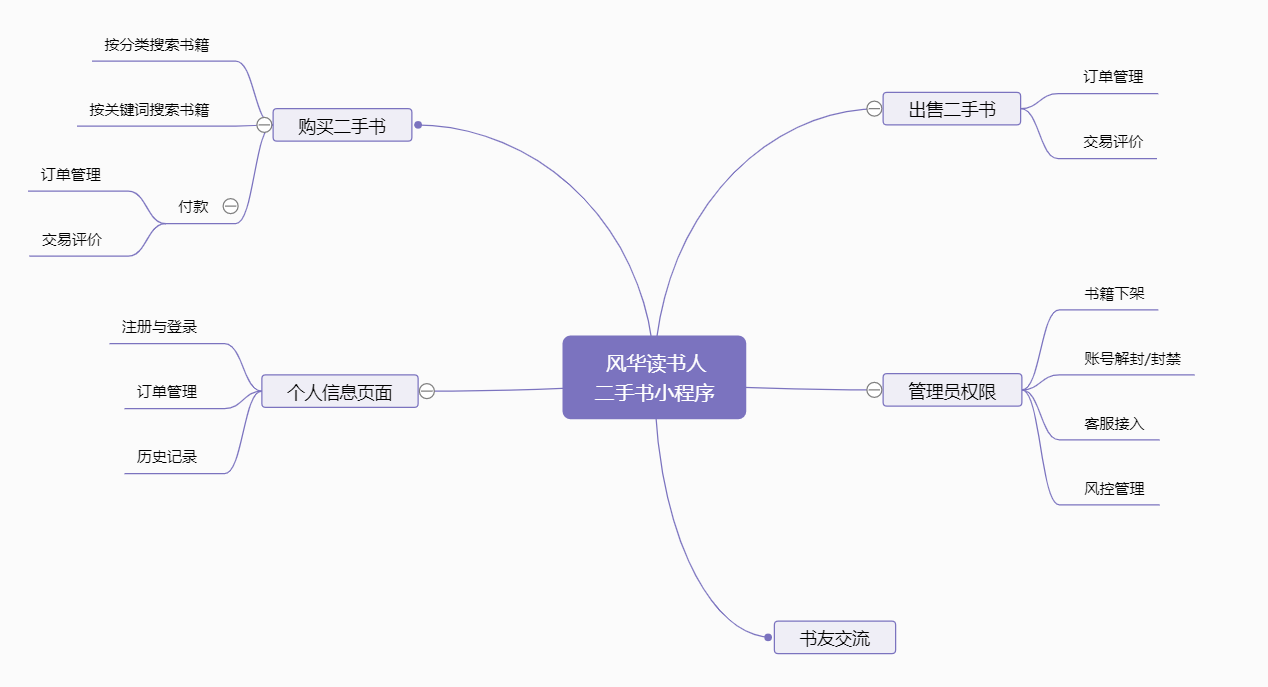 按分类搜索书籍
按关键词搜索书籍
购买二手书
付款
订单管理
交易评价
出售二手书
订单管理
交易评价
风华读书人
二手书小程序
个人信息页面
注册与登录
订单管理
历史记录
管理员权限
书籍下架
账号解封/封禁
客服接入
风控管理
书友交流